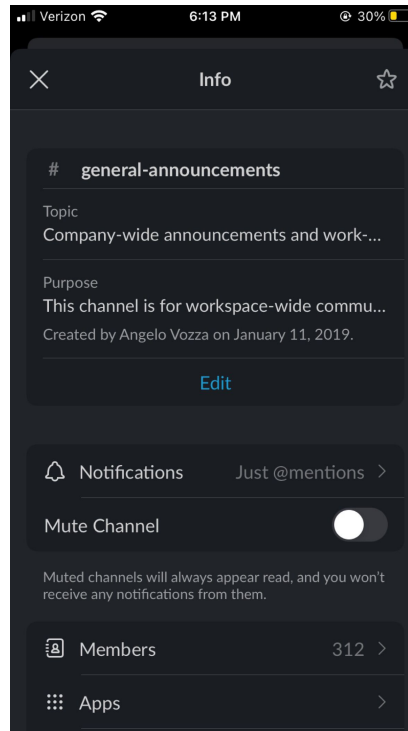 Verizon 6:13 PM 30%
Info
# general-announcements
Topic
Company-wide announcements and work-...
Purpose
This channel is for workspace-wide commu...
Created by Angelo Vozza on January 11, 2019.
Edit
Notifications Just @mentions >
Mute Channel
Muted channels will always appear read, and you won't
receive any notifications from them.
Members 312 >
Apps >